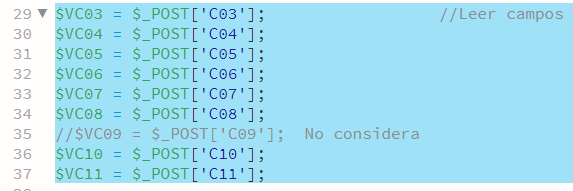 29 ▼ $VC03 = $_POST['C03']; //Leer campos
30 $VC04 = $_POST['C04'];
31 $VC05 = $_POST['C05'];
32 $VC06 = $_POST['C06'];
33 $VC07 = $_POST['C07'];
34 $VC08 = $_POST['C08'];
35 //$VC09 = $_POST['C09']; No considera
36 $VC10 = $_POST['C10'];
37 $VC11 = $_POST['C11'];